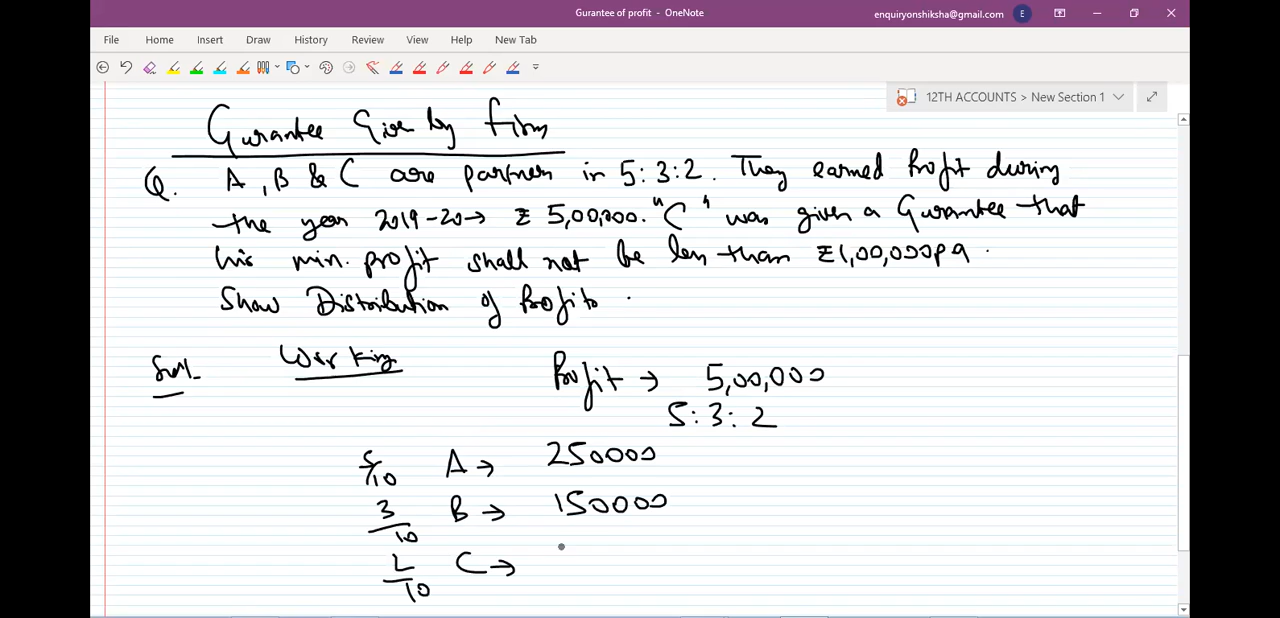 Gurantee of profit - OneNote
enquiryonshiksha@gmail.com E
File Home Insert Draw History Review View Help New Tab
12TH ACCOUNTS > New Section 1
Gurantee Given by firm
Q. A, B & C are partners in 5:3:2. They earned Profit during
the year 2019-20→ ₹ 5,00,000. "C" was given a Gurantee that
his min. profit shall not be less than ₹1,00,000 pa.
Show Distribution of Profits.
Sol. Working Profit → 5,00,000
5:3:2
5/10 A → 250000
3/10 B → 150000
2/10 C →